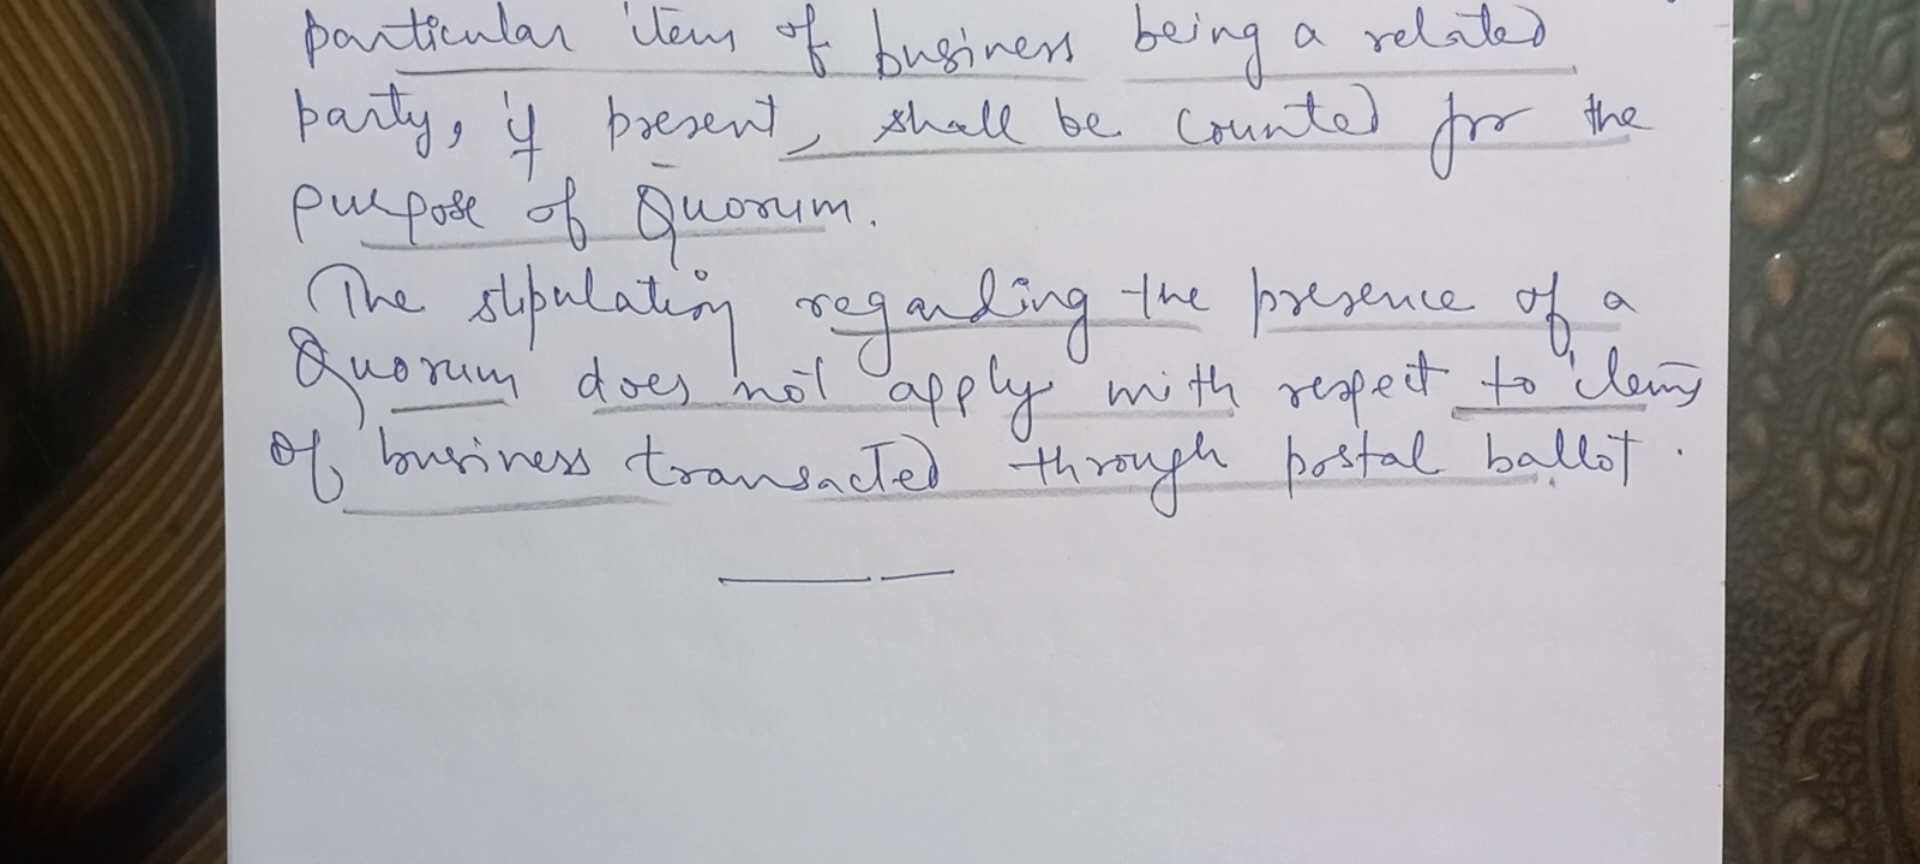 particular item of business being a related
party, if present, shall be counted for the
purpose of Quorum.
The stipulation regarding the presence of a
Quorum does not apply with respect to items
of business transacted through postal ballot.